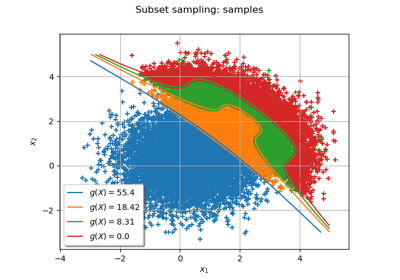 Subset sampling: samples
4
2
0
−2
x₂
g(X) = 55.4
g(X) = 18.42
g(X) = 8.31
g(X) = 0.0
−4
−2
0
2
4
x₁